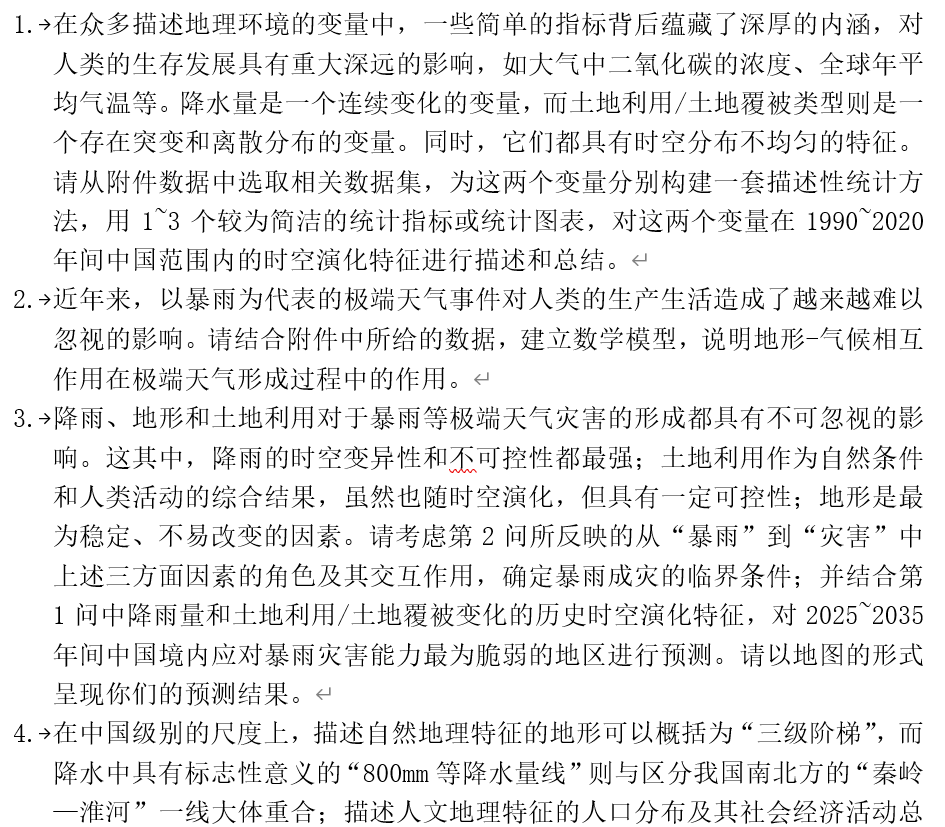 1.→在众多描述地理环境的变量中，一些简单的指标背后蕴藏了深厚的内涵，对
人类的生存发展具有重大深远的影响，如大气中二氧化碳的浓度、全球年平
均气温等。降水量是一个连续变化的变量，而土地利用/土地覆被类型则是一
个存在突变和离散分布的变量。同时，它们都具有时空分布不均匀的特征。
请从附件数据中选取相关数据集，为这两个变量分别构建一套描述性统计方
法，用 1~3 个较为简洁的统计指标或统计图表，对这两个变量在 1990~2020
年间中国范围内的时空演化特征进行描述和总结。↵
2.→近年来，以暴雨为代表的极端天气事件对人类的生产生活造成了越来越难以
忽视的影响。请结合附件中所给的数据，建立数学模型，说明地形-气候相互
作用在极端天气形成过程中的作用。↵
3.→降雨、地形和土地利用对于暴雨等极端天气灾害的形成都具有不可忽视的影
响。这其中，降雨的时空变异性和不可控性都最强；土地利用作为自然条件
和人类活动的综合结果，虽然也随时空演化，但具有一定可控性；地形是最
为稳定、不易改变的因素。请考虑第 2 问所反映的从“暴雨”到“灾害”中
上述三方面因素的角色及其交互作用，确定暴雨成灾的临界条件；并结合第
1 问中降雨量和土地利用/土地覆被变化的历史时空演化特征，对 2025~2035
年间中国境内应对暴雨灾害能力最为脆弱的地区进行预测。请以地图的形式
呈现你们的预测结果。↵
4.→在中国级别的尺度上，描述自然地理特征的地形可以概括为“三级阶梯”，而
降水中具有标志性意义的“800mm 等降水量线”则与区分我国南北方的“秦岭
—淮河”一线大体重合；描述人文地理特征的人口分布及其社会经济活动总